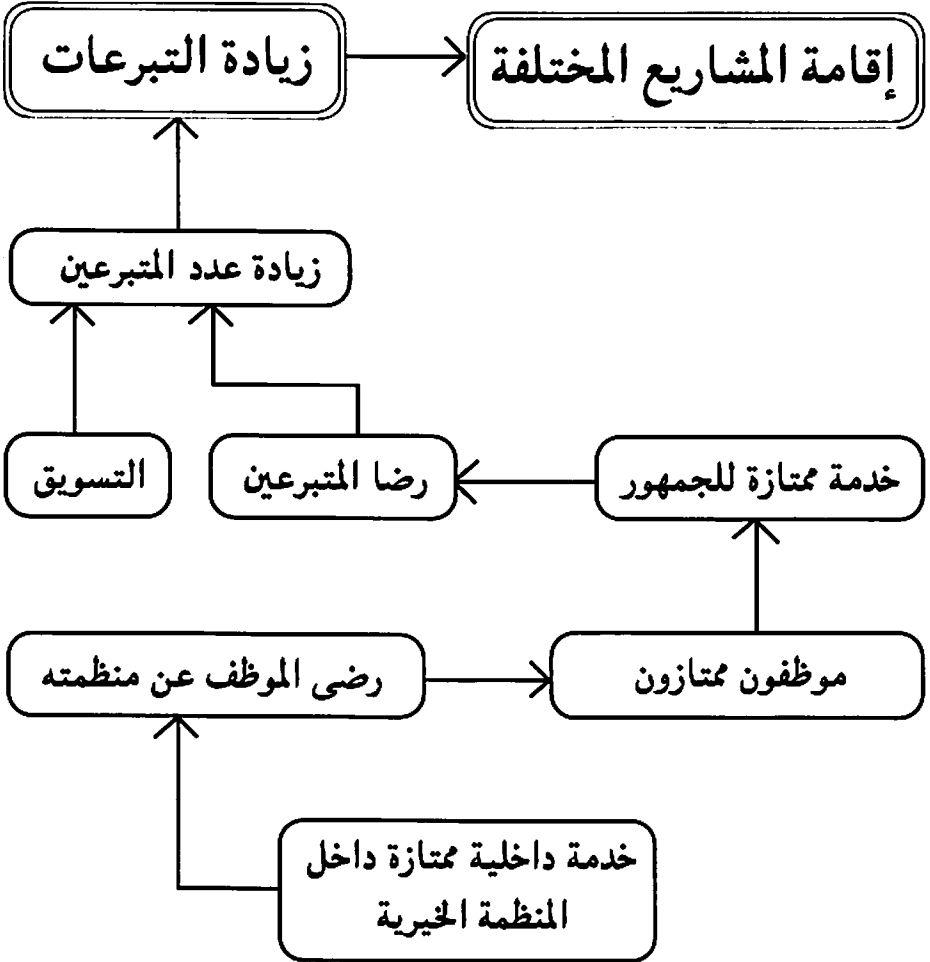 إقامة المشاريع المختلفة
زيادة التبرعات
زيادة عدد المتبرعين
خدمة ممتازة للجمهور
رضا المتبرعين
التسويق
موظفون ممتازون
رضى الموظف عن منظمته
خدمة داخلية ممتازة داخل
المنظمة الخيرية